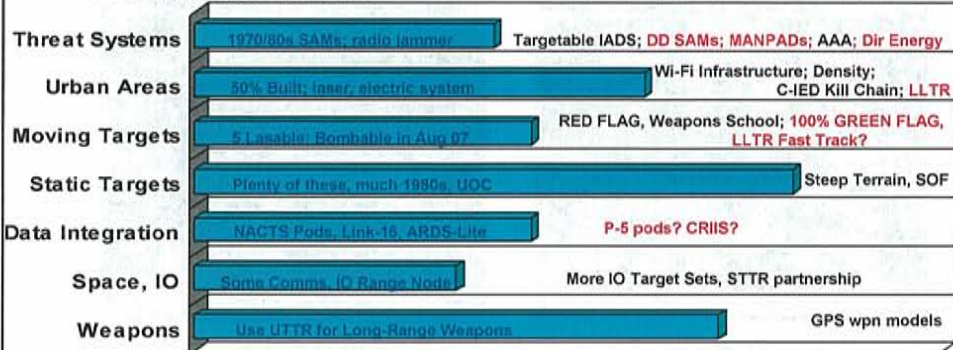 Threat Systems
1970/80s SAMs; radio jammer
Targetable IADS; DD SAMs; MANPADs; AAA; Dir Energy
Urban Areas
50% Built; laser, electric system
Wi-Fi Infrastructure; Density;
C-IED Kill Chain; LLTR
Moving Targets
5 Lasable; Bombable in Aug 07
RED FLAG, Weapons School; 100% GREEN FLAG,
LLTR Fast Track?
Static Targets
Plenty of these; much 1980s, UOC
Steep Terrain, SOF
Data Integration
NACTS Pods, Link-16, ARDS-Lite
P-5 pods? CRIIS?
Space, IO
Some Comms, IO Range Node
More IO Target Sets, STTR partnership
Weapons
Use UTTR for Long-Range Weapons
GPS wpn models